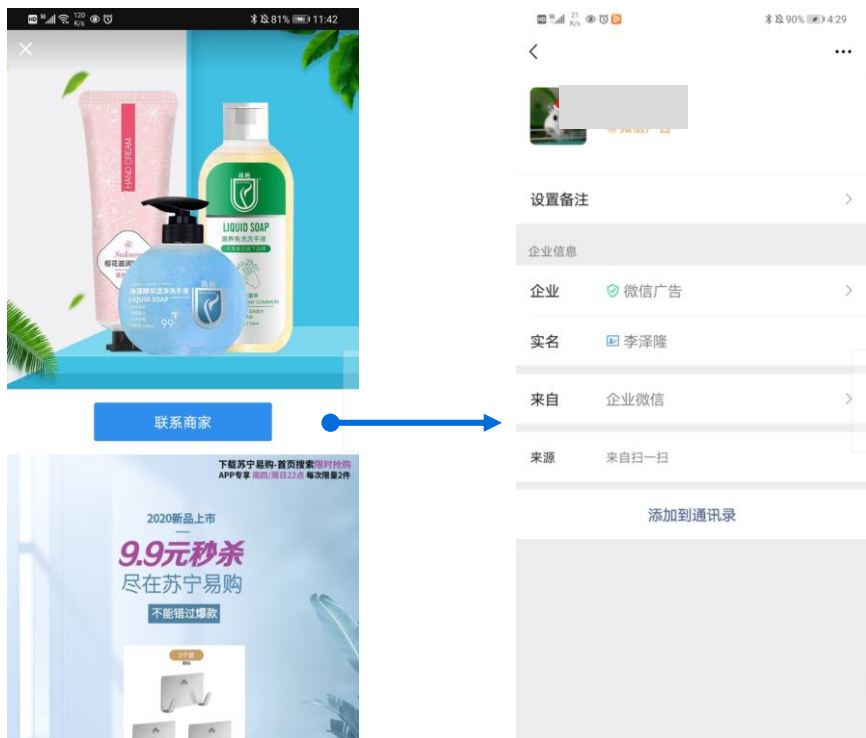 120
K/s
81%
11:42
HAND CREAM
Sakura
LIQUID SOAP
LIQUID SOAP
99
联系商家
下载苏宁易购-首页搜索限时抢购
APP专享 周四/周日22点 每次限量2件
2020新品上市
9.9元秒杀
尽在苏宁易购
不能错过爆款
21
K/s
90%
4:29
设置备注
企业信息
企业
微信广告
实名
李泽隆
来自
企业微信
来源
来自扫一扫
添加到通讯录